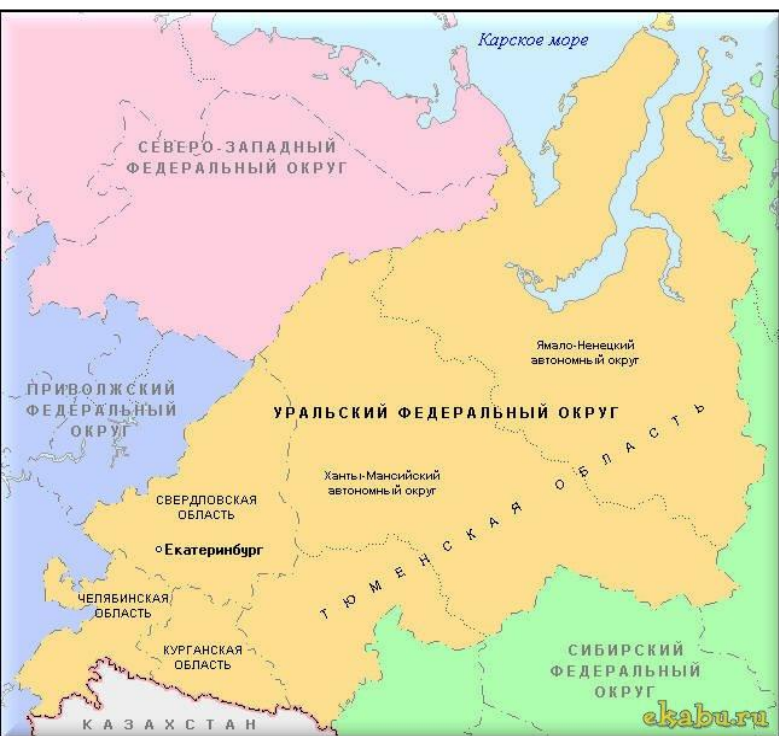 Карское море
СЕВЕРО-ЗАПАДНЫЙ
ФЕДЕРАЛЬНЫЙ ОКРУГ
Ямало-Ненецкий
автономный округ
ПРИВОЛЖСКИЙ
ФЕДЕРАЛЬНЫЙ
ОКРУГ
УРАЛЬСКИЙ ФЕДЕРАЛЬНЫЙ ОКРУГ
Ханты-Мансийский
автономный округ
ТЮМЕНСКАЯ ОБЛАСТЬ
СВЕРДЛОВСКАЯ
ОБЛАСТЬ
Екатеринбург
ЧЕЛЯБИНСКАЯ
ОБЛАСТЬ
КУРГАНСКАЯ
ОБЛАСТЬ
СИБИРСКИЙ
ФЕДЕРАЛЬНЫЙ
ОКРУГ
КАЗАХСТАН
ekabu.ru